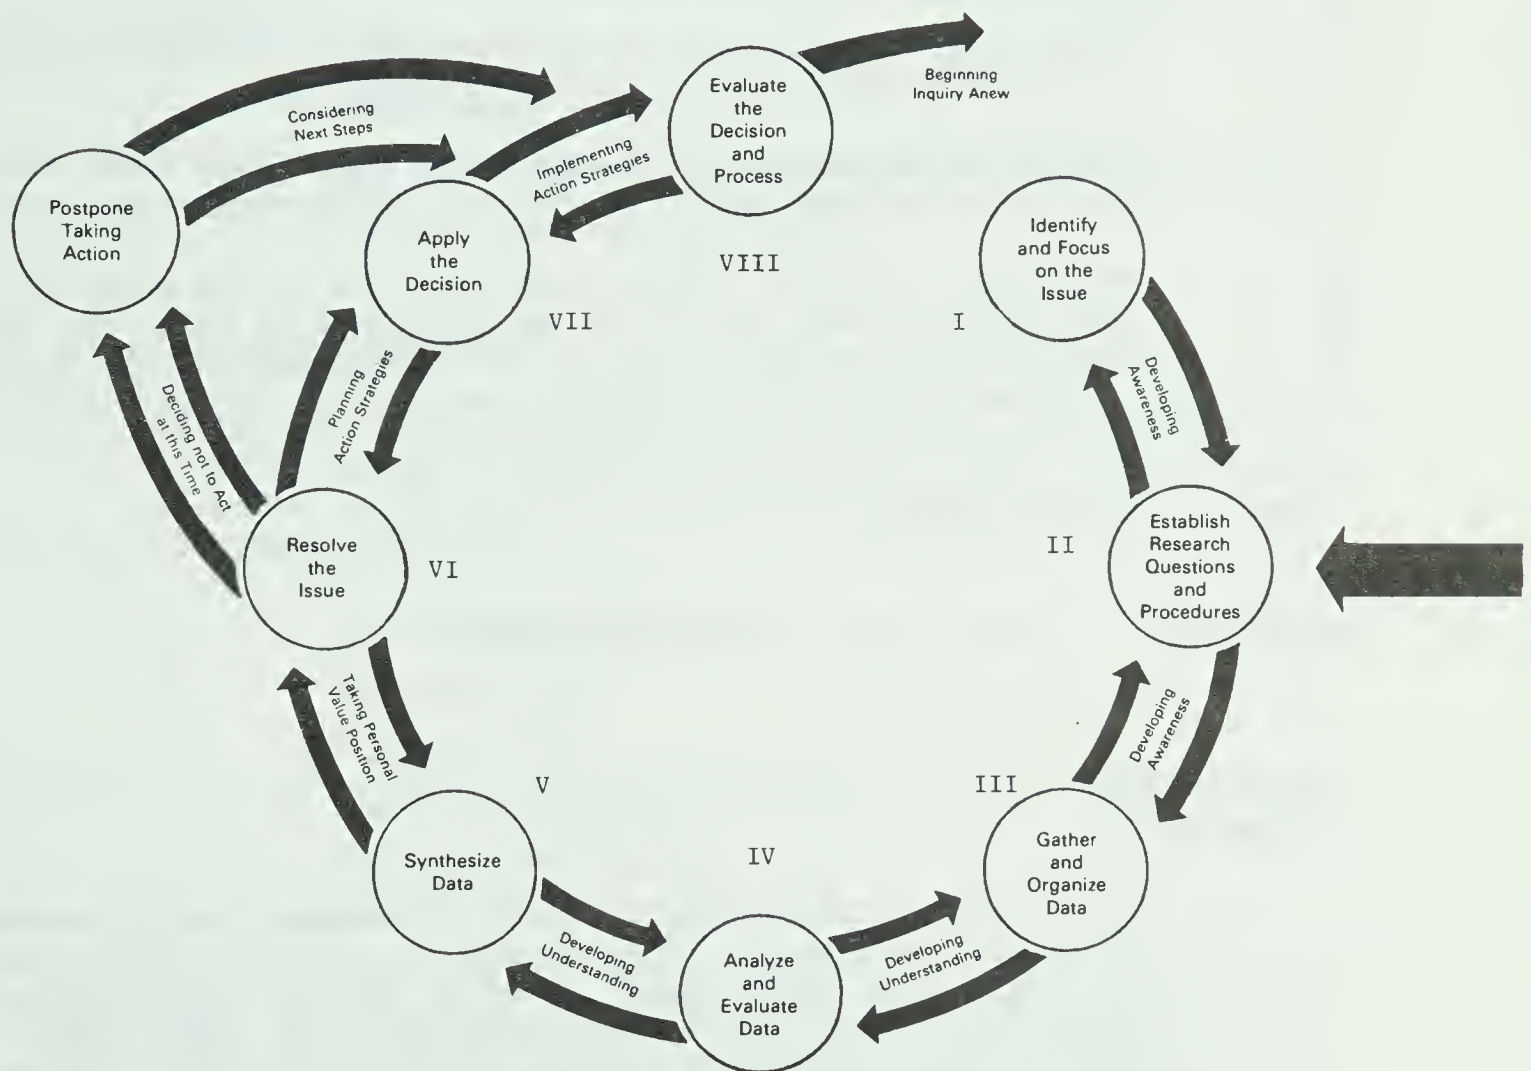 Beginning
Inquiry Anew
Evaluate
the
Decision
and
Process
VIII
Considering
Next Steps
Implementing
Action Strategies
Postpone
Taking
Action
Apply
the
Decision
VII
Identify
and Focus
on the
Issue
I
Developing
Awareness
Planning
Action Strategies
Deciding not to Act
at this Time
Establish
Research
Questions
and
Procedures
II
Resolve
the
Issue
VI
Taking Personal
Value Position
Developing
Awareness
III
Gather
and
Organize
Data
V
Synthesize
Data
IV
Developing
Understanding
Analyze
and
Evaluate
Data
Developing
Understanding